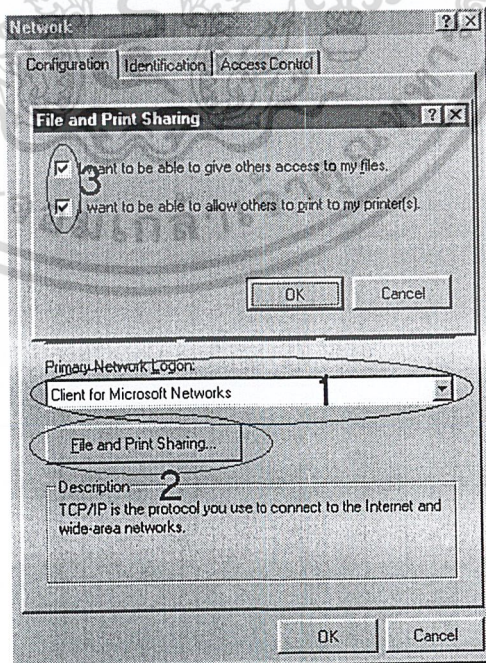 Network
Configuration Identification Access Control
File and Print Sharing
I want to be able to give others access to my files.
3
I want to be able to allow others to print to my printer(s).
OK Cancel
Primary Network Logon:
Client for Microsoft Networks 1
File and Print Sharing...
2
Description
TCP/IP is the protocol you use to connect to the Internet and
wide-area networks.
OK Cancel